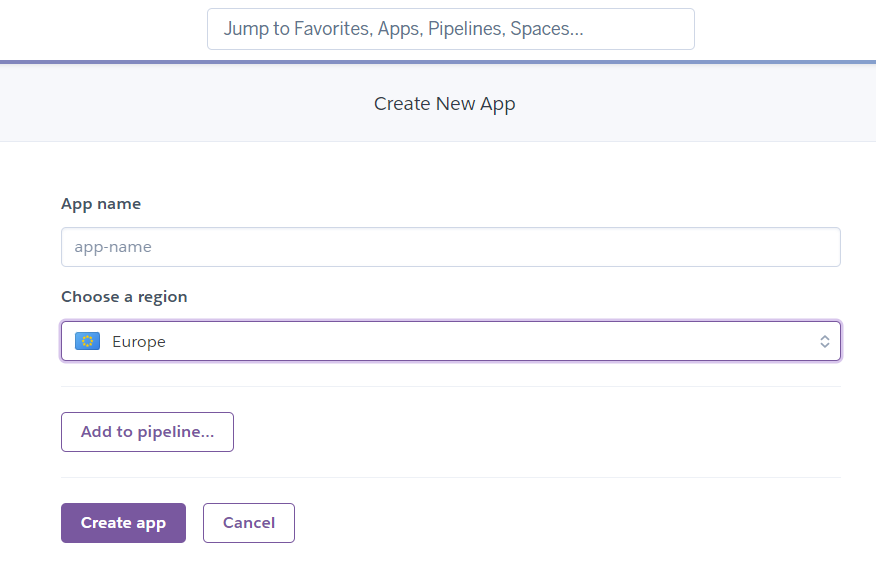 Jump to Favorites, Apps, Pipelines, Spaces...
Create New App
App name
app-name
Choose a region
Europe
Add to pipeline...
Create app
Cancel